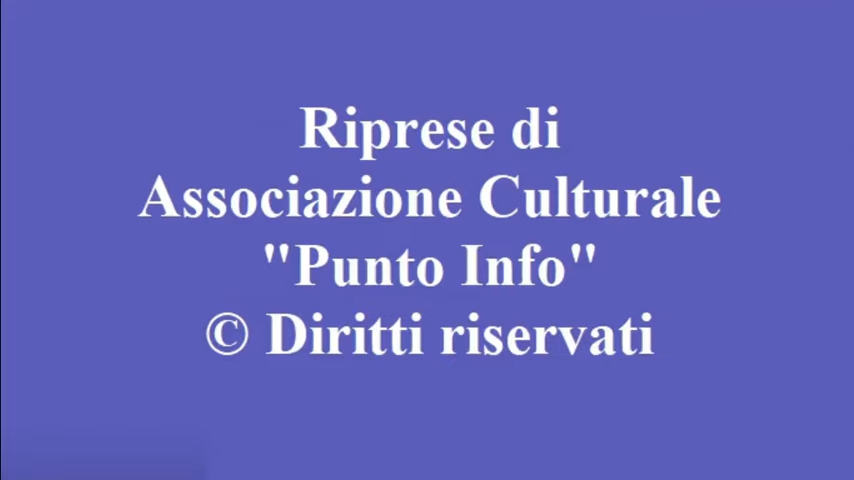 Riprese di
Associazione Culturale
"Punto Info"
© Diritti riservati